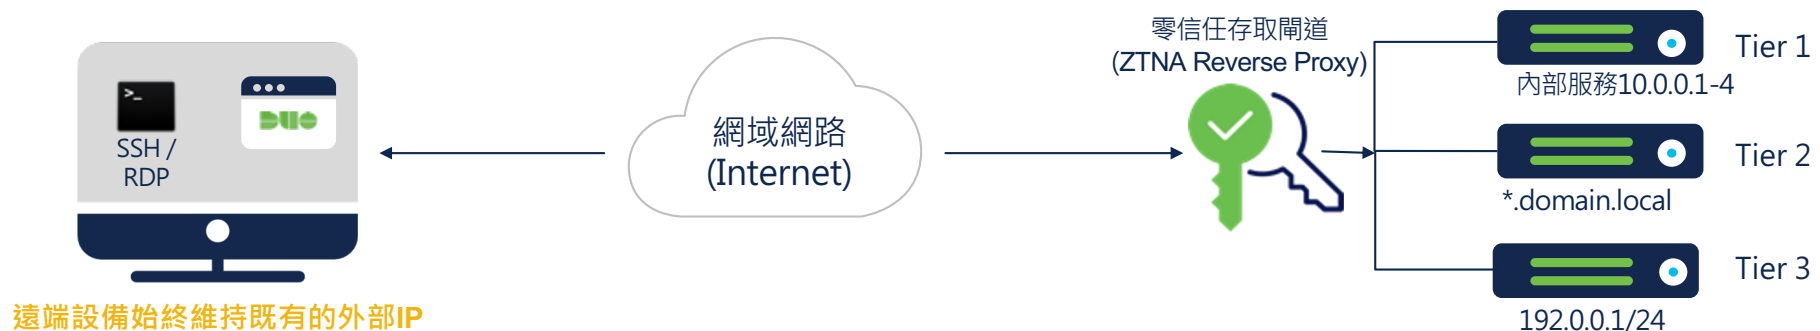 >_
SSH /
RDP
DUO
遠端設備始終維持既有的外部IP
網域網路
(Internet)
零信任存取閘道
(ZTNA Reverse Proxy)
Tier 1
內部服務10.0.0.1-4
Tier 2
*.domain.local
Tier 3
192.0.0.1/24